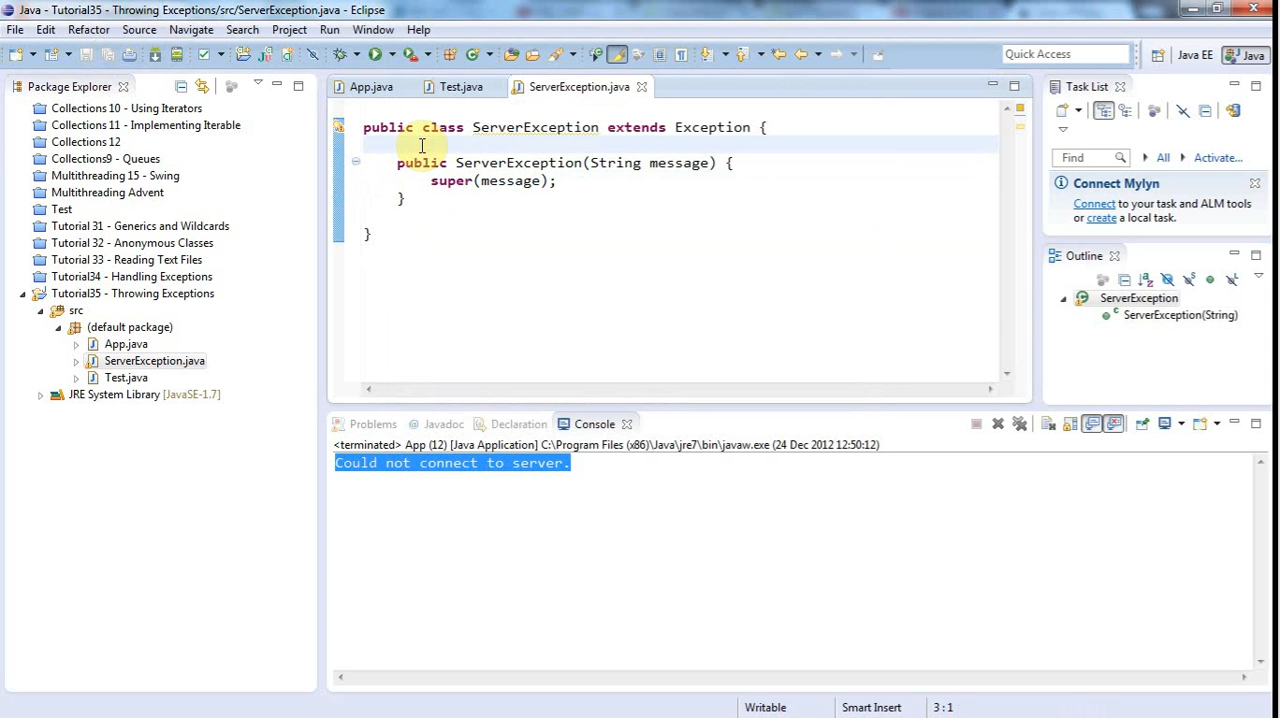 Java - Tutorial35 - Throwing Exceptions/src/ServerException.java - Eclipse
File Edit Refactor Source Navigate Search Project Run Window Help
Quick Access
Java EE
Java
Package Explorer
Collections 10 - Using Iterators
Collections 11 - Implementing Iterable
Collections 12
Collections9 - Queues
Multithreading 15 - Swing
Multithreading Advent
Test
Tutorial 31 - Generics and Wildcards
Tutorial 32 - Anonymous Classes
Tutorial 33 - Reading Text Files
Tutorial34 - Handling Exceptions
Tutorial35 - Throwing Exceptions
src
(default package)
App.java
ServerException.java
Test.java
JRE System Library [JavaSE-1.7]
App.java Test.java ServerException.java
public class ServerException extends Exception {
public ServerException(String message) {
super(message);
}
}
Task List
Find All Activate...
Connect Mylyn
Connect to your task and ALM tools
or create a local task.
Outline
ServerException
ServerException(String)
Problems @ Javadoc Declaration Console
<terminated> App (12) [Java Application] C:\Program Files (x86)\Java\jre7\bin\javaw.exe (24 Dec 2012 12:50:12)
Could not connect to server.
Writable Smart Insert 3 : 1